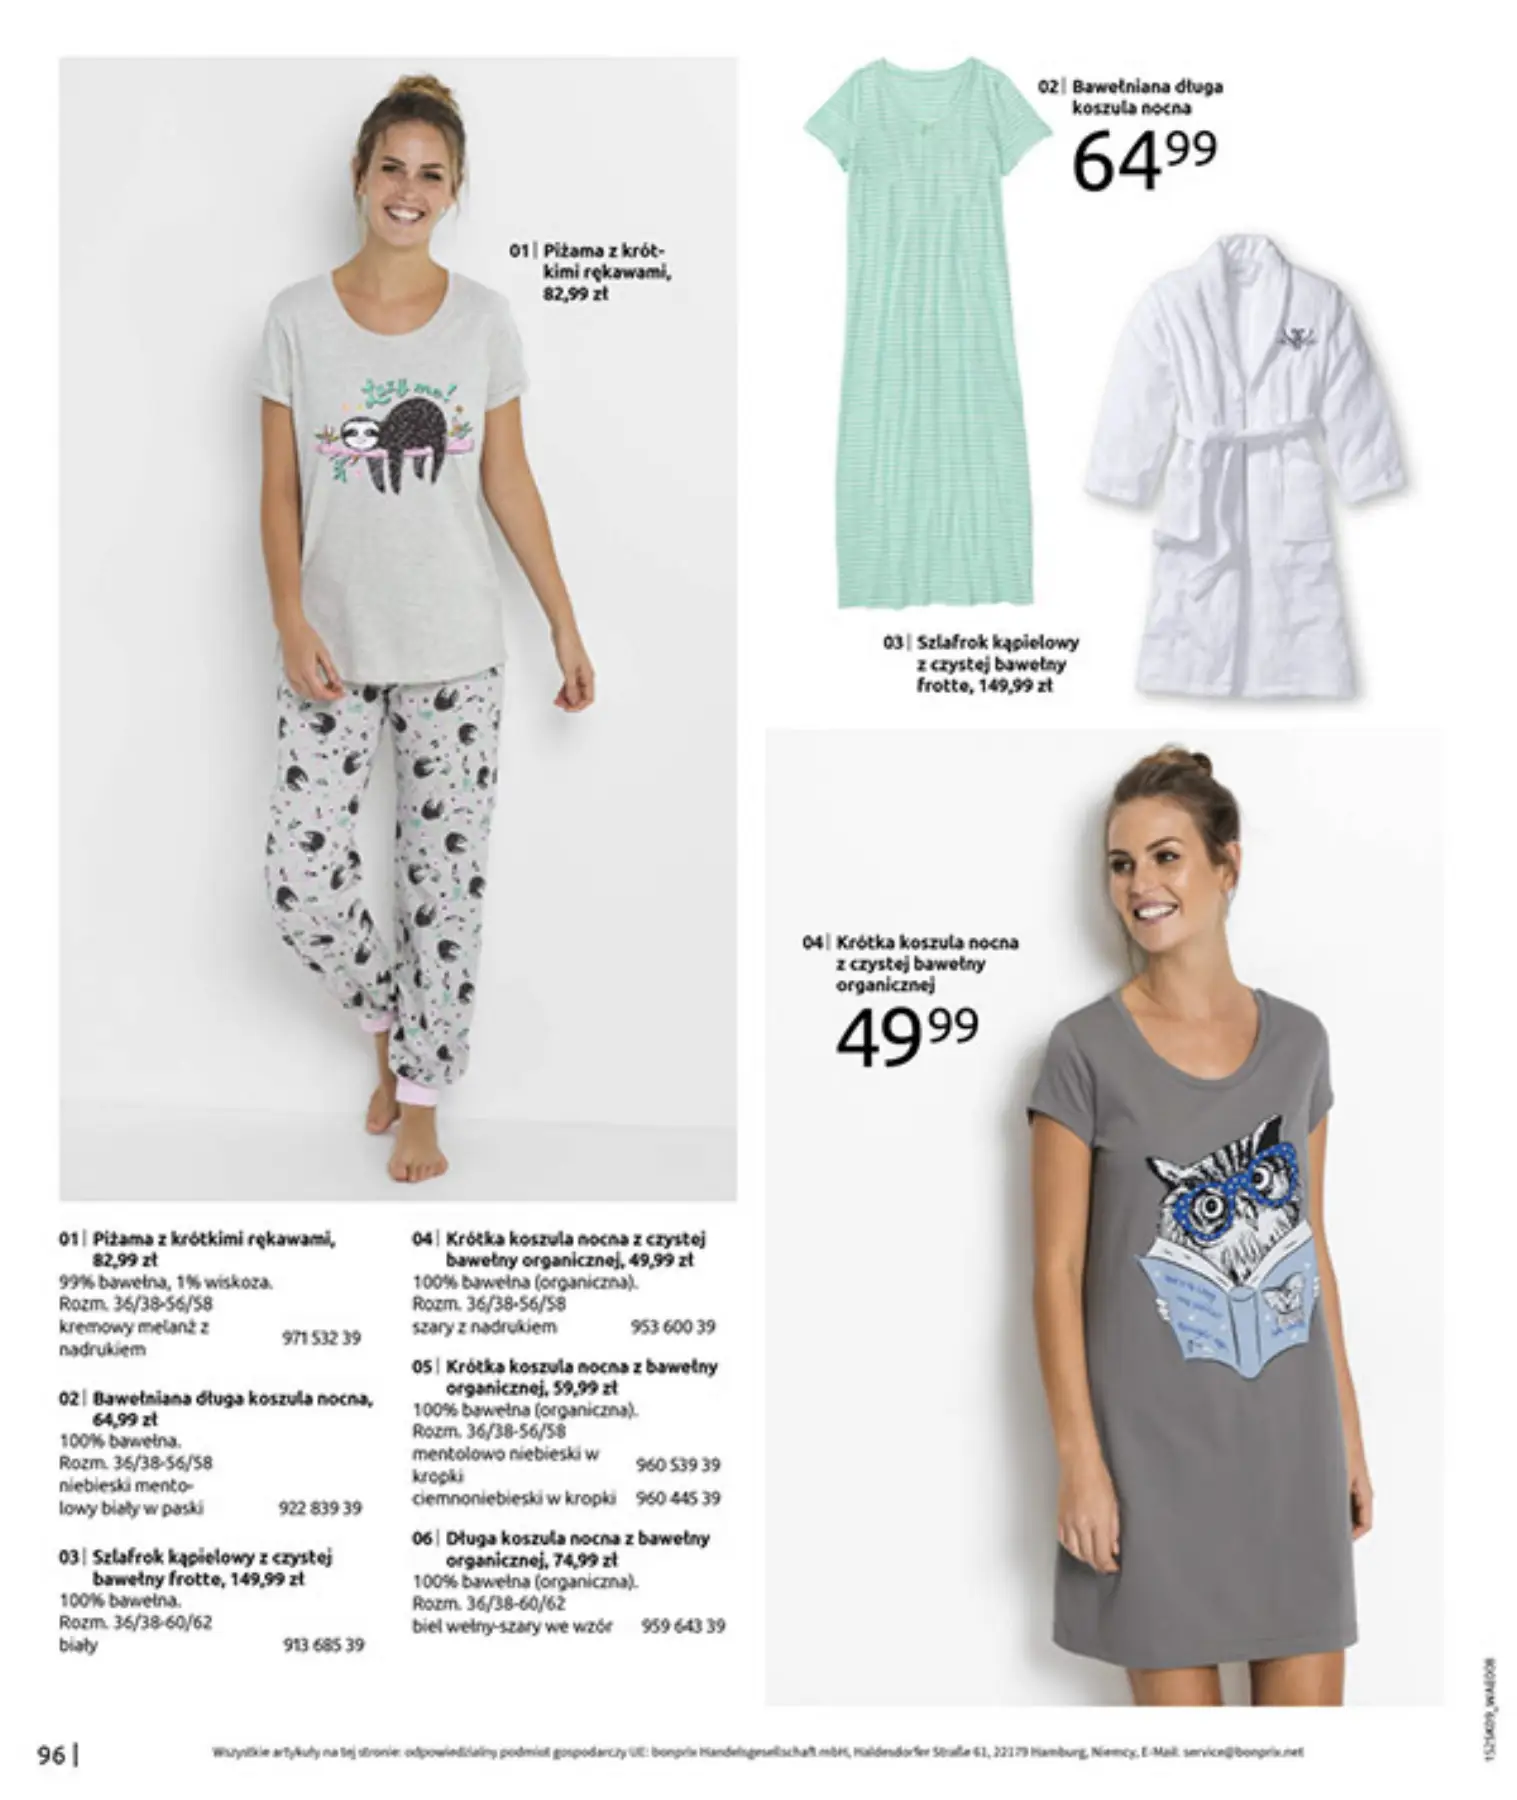 01| Piżama z krót-
kimi rękawami,
82,99 zł
02| Bawełniana długa
koszula nocna
64 99
03| Szlafrok kąpielowy
z czystej bawełny
frotte, 149,99 zł
Lazy me!
04| Krótka koszula nocna
z czystej bawełny
organicznej
49 99
01| Piżama z krótkimi rękawami,
82,99 zł
99% bawełna, 1% wiskoza.
Rozm. 36/38-56/58
kremowy melanż z
nadrukiem 971 532 39
02| Bawełniana długa koszula nocna,
64,99 zł
100% bawełna.
Rozm. 36/38-56/58
niebieski mento-
lowy biały w paski 922 839 39
03| Szlafrok kąpielowy z czystej
bawełny frotte, 149,99 zł
100% bawełna.
Rozm. 36/38-60/62
biały 913 685 39
04| Krótka koszula nocna z czystej
bawełny organicznej, 49,99 zł
100% bawełna (organiczna).
Rozm. 36/38-56/58
szary z nadrukiem 953 600 39
05| Krótka koszula nocna z bawełny
organicznej, 59,99 zł
100% bawełna (organiczna).
Rozm. 36/38-56/58
mentolowo niebieski w
kropki 960 539 39
ciemnoniebieski w kropki 960 445 39
06| Długa koszula nocna z bawełny
organicznej, 74,99 zł
100% bawełna (organiczna).
Rozm. 36/38-60/62
biel wełny-szary we wzór 959 643 39
96|
Wszystkie artykuły na tej stronie: odpowiedzialny podmiot gospodarczy UE: bonprix Handelsgesellschaft mbH, Haldesdorfer Straße 61, 22179 Hamburg, Niemcy, E-Mail: service@bonprix.net
1525K09_WAE008